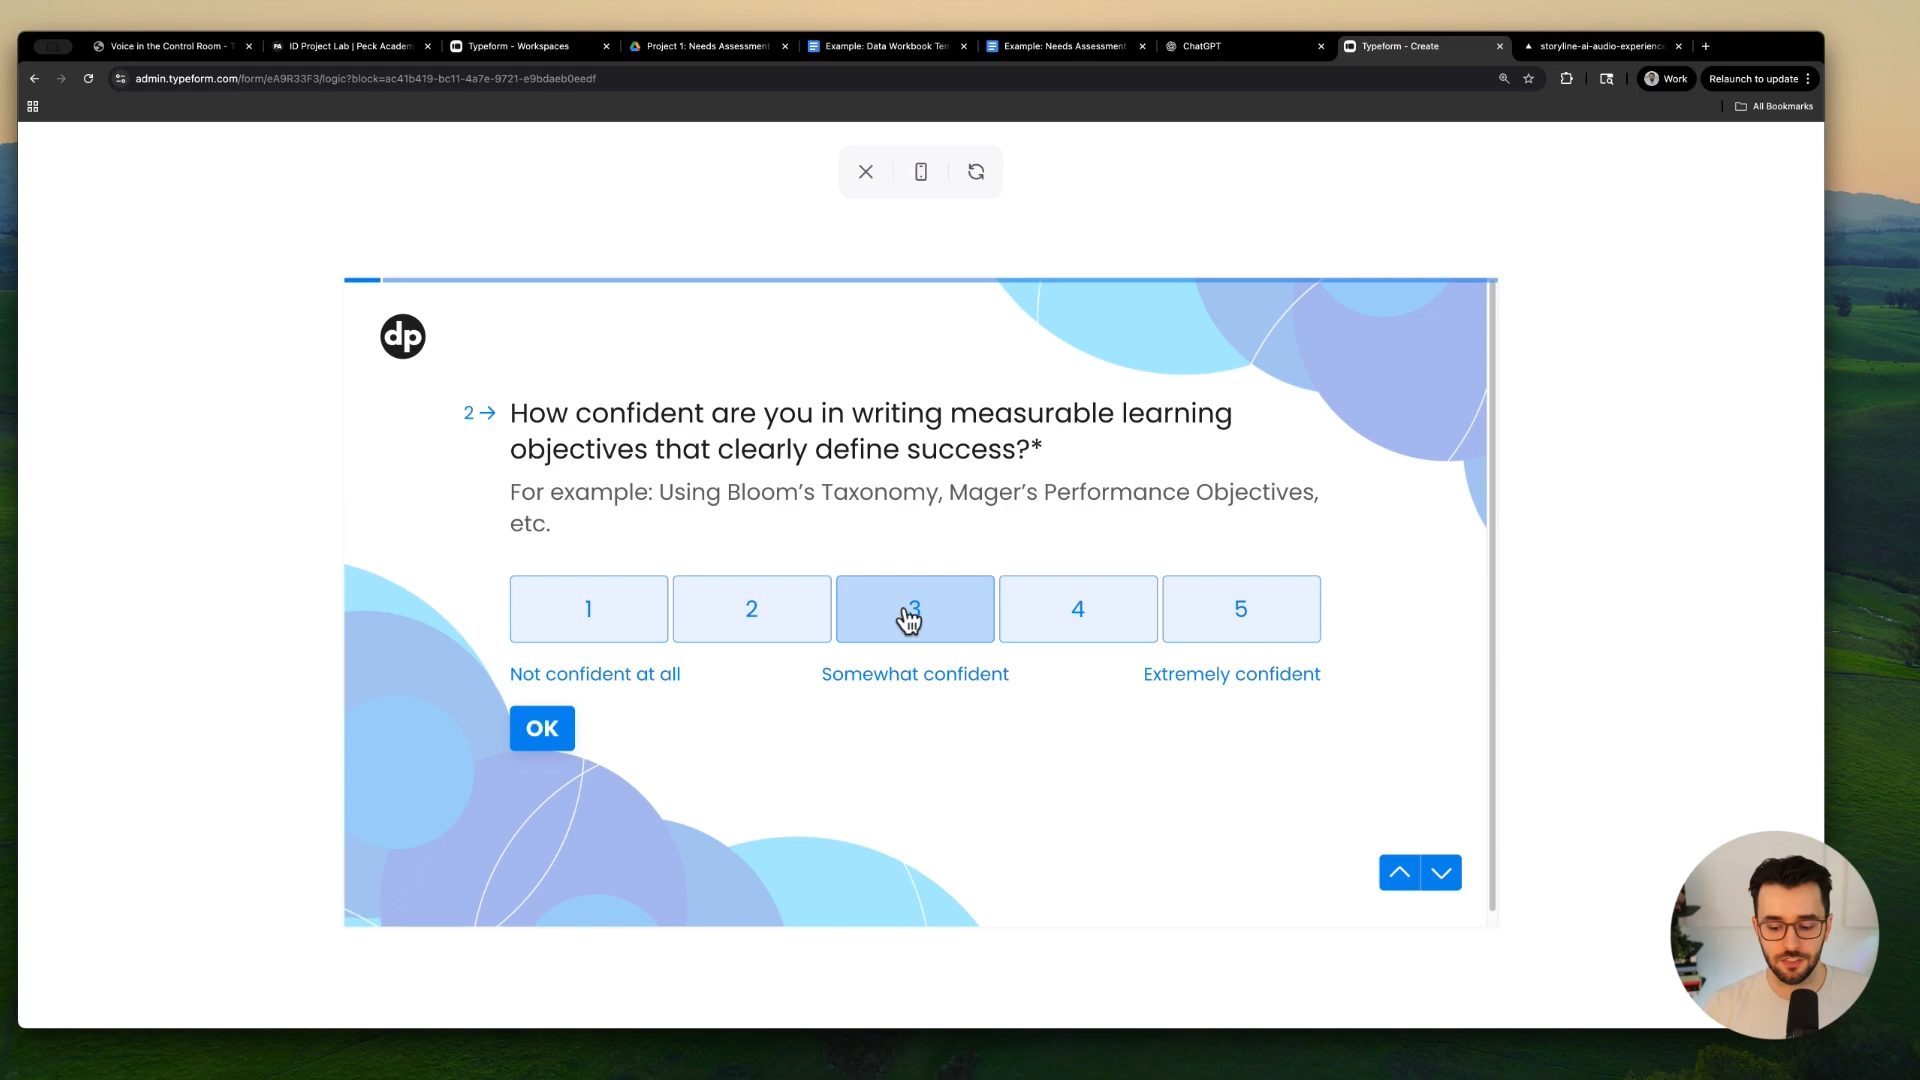 Voice in the Control Room - T
ID Project Lab | Peck Academ
Typeform - Workspaces
Project 1: Needs Assessment
Example: Data Workbook Tem
Example: Needs Assessment
ChatGPT
Typeform - Create
storyline-ai-audio-experience
admin.typeform.com/form/eA9R33F3/logic?block=ac41b419-bc11-4a7e-9721-e9bdaeb0eedf
Work
Relaunch to update
All Bookmarks
dp
2 → How confident are you in writing measurable learning
objectives that clearly define success?*
For example: Using Bloom's Taxonomy, Mager's Performance Objectives,
etc.
1 2 3 4 5
Not confident at all Somewhat confident Extremely confident
OK